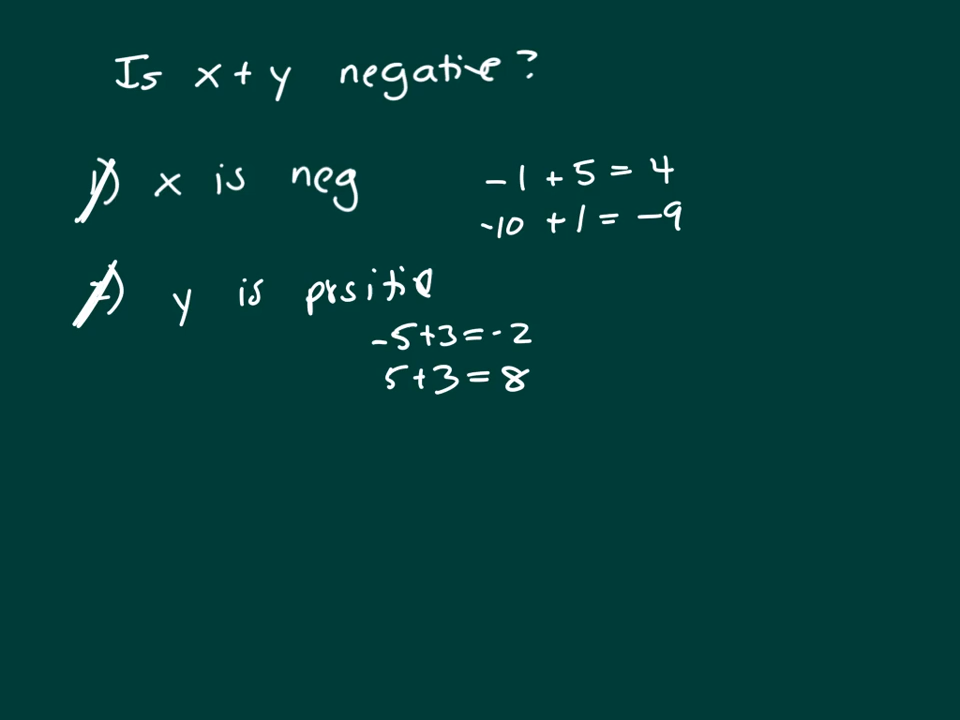 Is x + y negative?
1) x is neg
-1 + 5 = 4
-10 + 1 = -9
2) y is positive
-5+3=-2
5+3=8